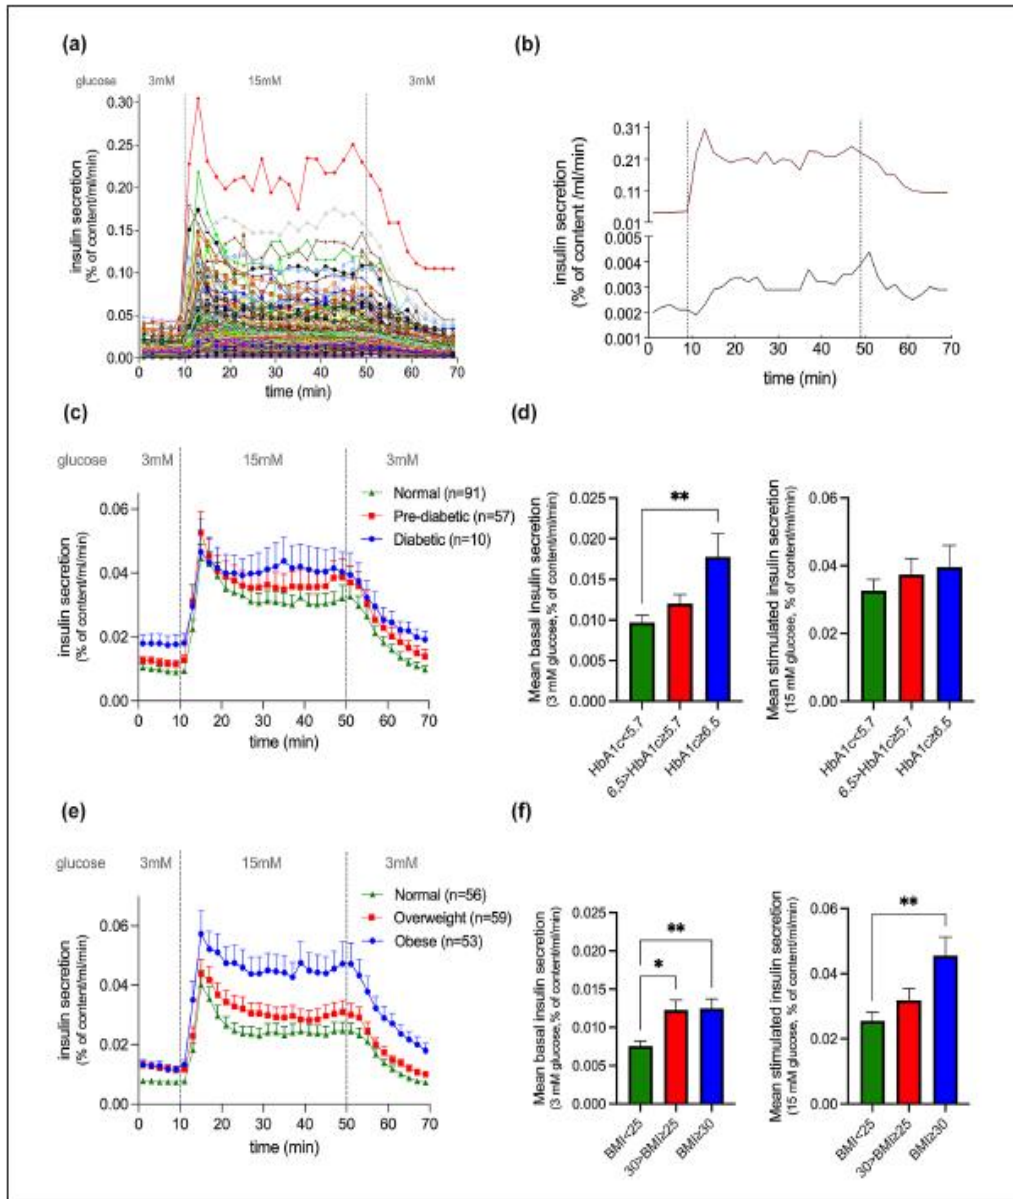 (a)
glucose 3mM 15mM 3mM
insulin secretion
(% of content/ml/min)
0.30
0.25
0.20
0.15
0.10
0.05
0.00
0 10 20 30 40 50 60 70
time (min)
(b)
insulin secretion
(% of content /ml/min)
0.31
0.21
0.11
0.01
0.005
0.004
0.003
0.002
0.001
0 10 20 30 40 50 60 70
time (min)
(c)
glucose 3mM 15mM 3mM
Normal (n=91)
Pre-diabetic (n=57)
Diabetic (n=10)
insulin secretion
(% of content/ml/min)
0.06
0.04
0.02
0.00
0 10 20 30 40 50 60 70
time (min)
(d)
Mean basal insulin secretion
(3 mM glucose, % of content/ml/min)
0.025
0.020
0.015
0.010
0.005
0.000
**
HbA1c<5.7
6.5>HbA1c≥5.7
HbA1c≥6.5
Mean stimulated insulin secretion
(15 mM glucose, % of content/ml/min)
0.06
0.04
0.02
0.00
HbA1c<5.7
6.5>HbA1c≥5.7
HbA1c≥6.5
(e)
glucose 3mM 15mM 3mM
Normal (n=56)
Overweight (n=59)
Obese (n=53)
insulin secretion
(% of content/ml/min)
0.06
0.04
0.02
0.00
0 10 20 30 40 50 60 70
time (min)
(f)
Mean basal insulin secretion
(3 mM glucose,% of content/ml/min)
0.025
0.020
0.015
0.010
0.005
0.000
**
*
BMI<25
30>BMI≥25
BMI≥30
Mean stimulated insulin secretion
(15 mM glucose, % of content/ml/min)
0.06
0.04
0.02
0.00
**
BMI<25
30>BMI≥25
BMI≥30